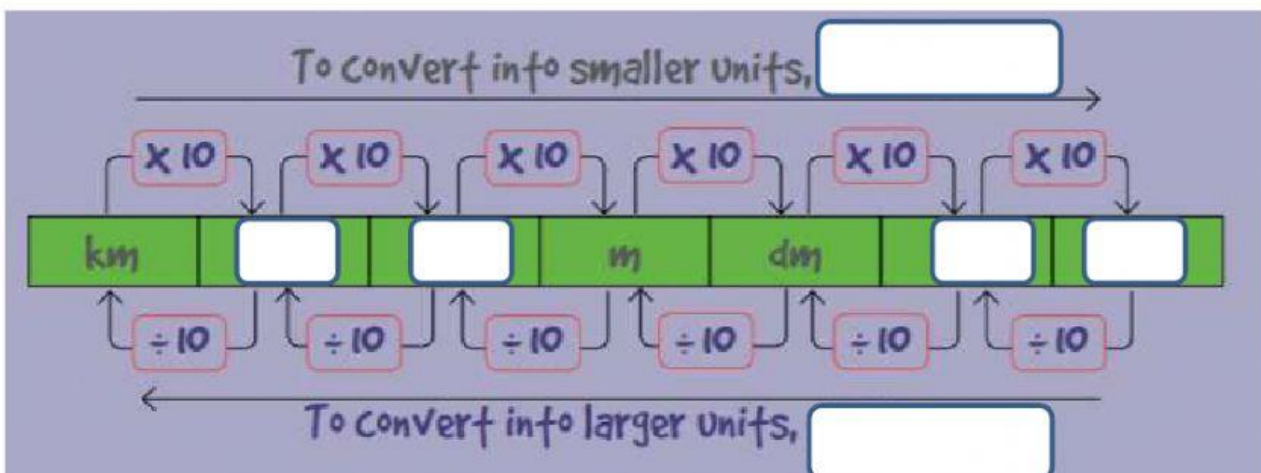 To convert into smaller units,
x 10 x 10 x 10 x 10 x 10 x 10
km m dm
÷ 10 ÷ 10 ÷ 10 ÷ 10 ÷ 10 ÷ 10
To convert into larger units,